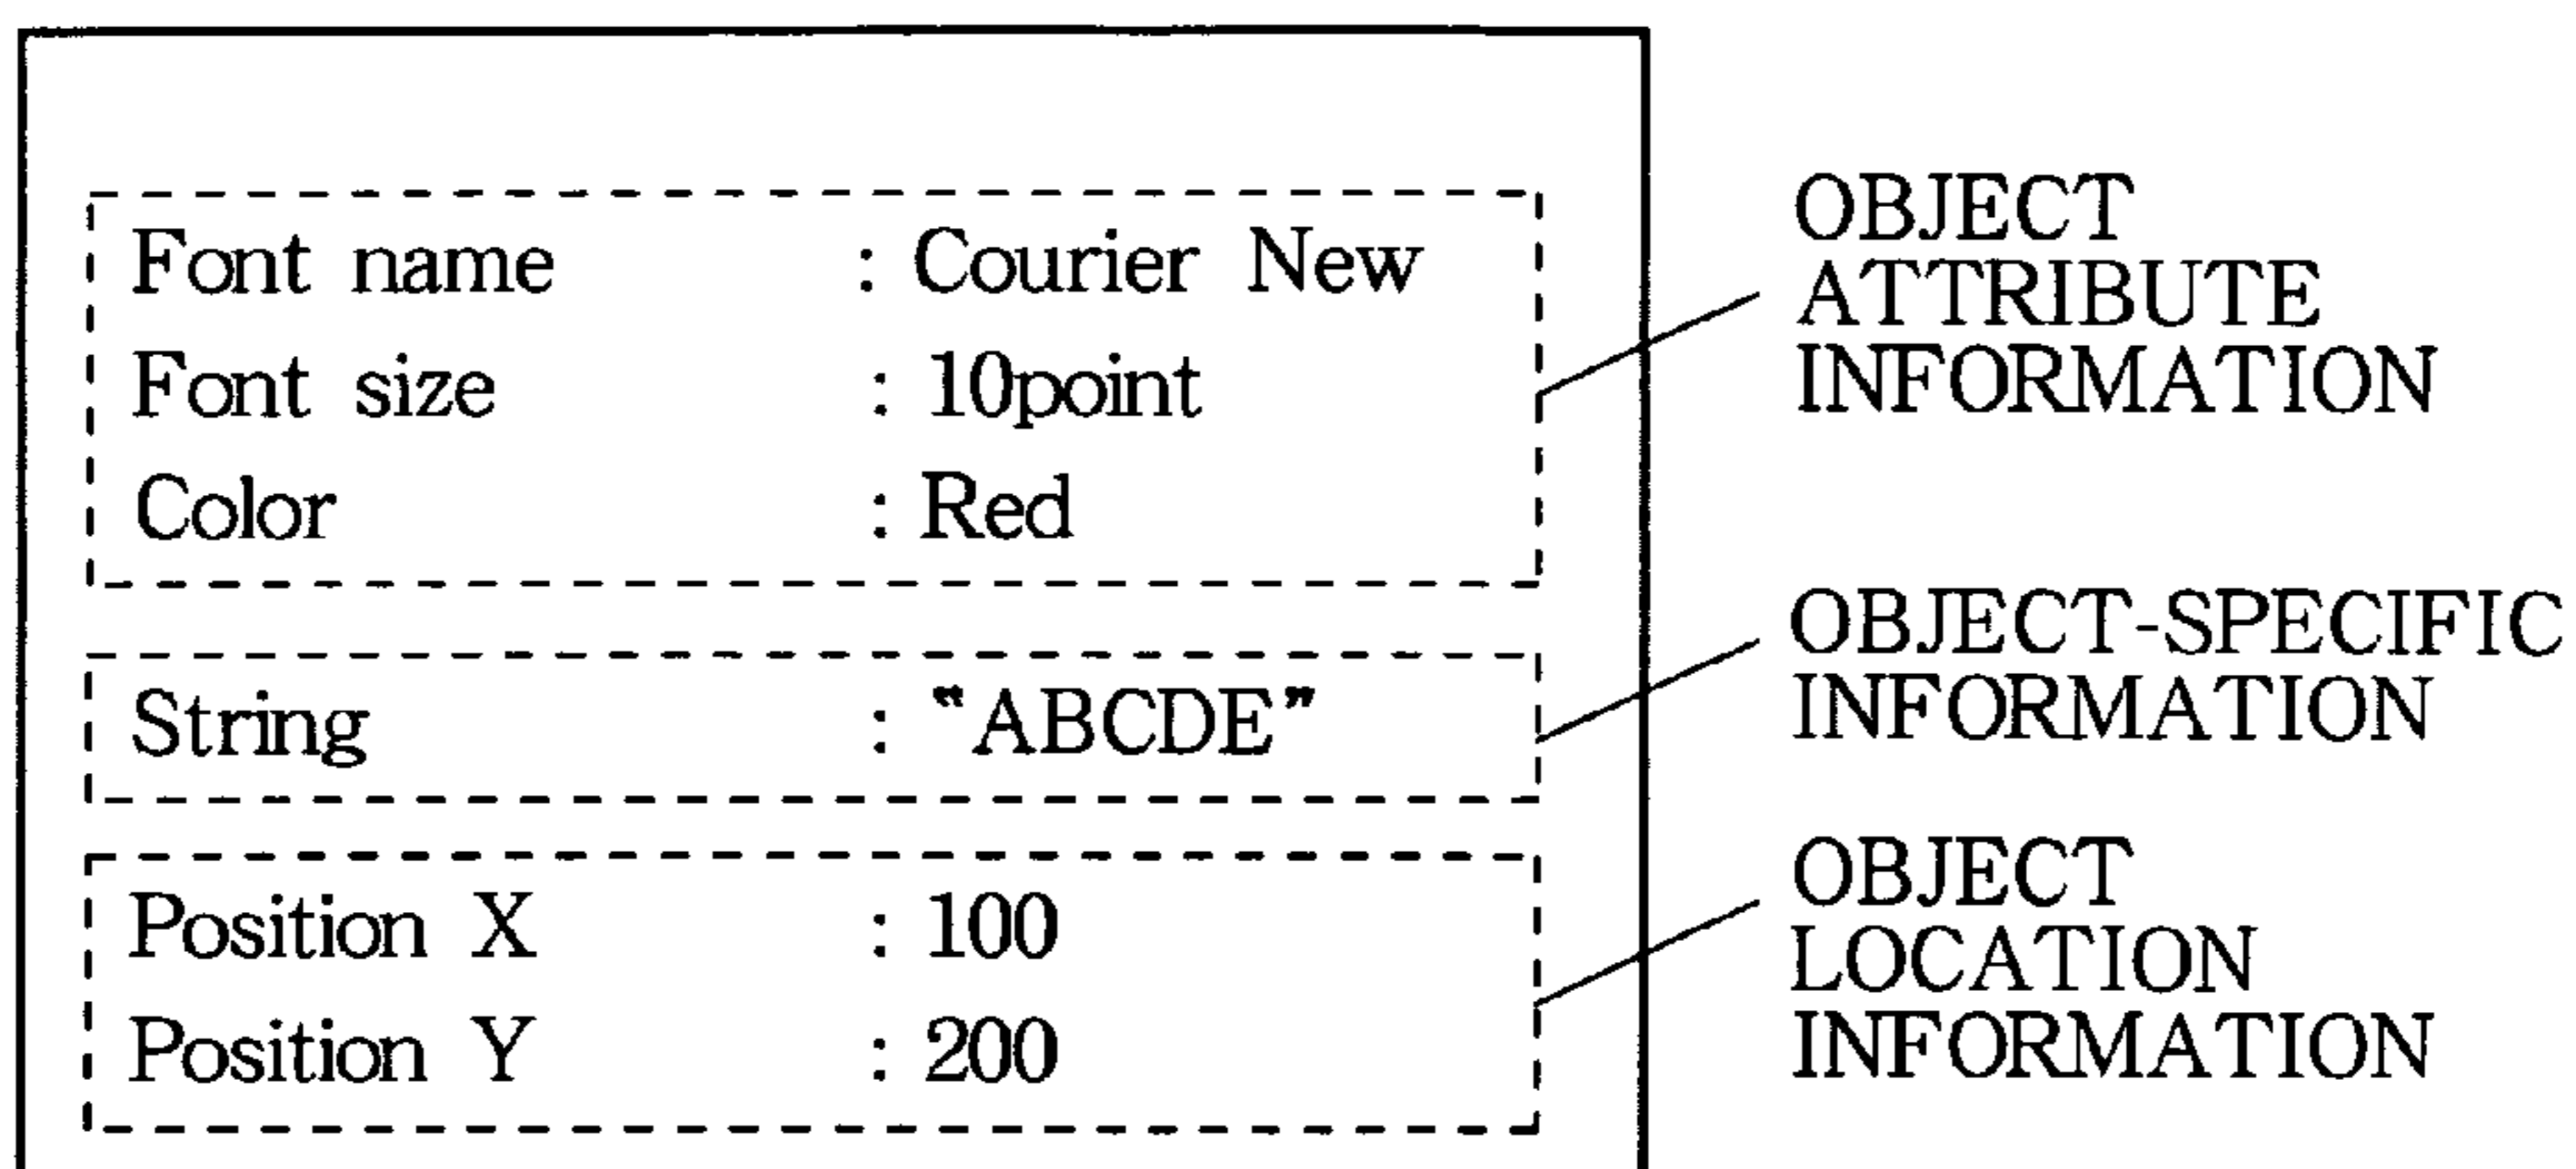 Font name : Courier New
Font size : 10point
Color : Red
OBJECT
ATTRIBUTE
INFORMATION
String : "ABCDE"
OBJECT-SPECIFIC
INFORMATION
Position X : 100
Position Y : 200
OBJECT
LOCATION
INFORMATION